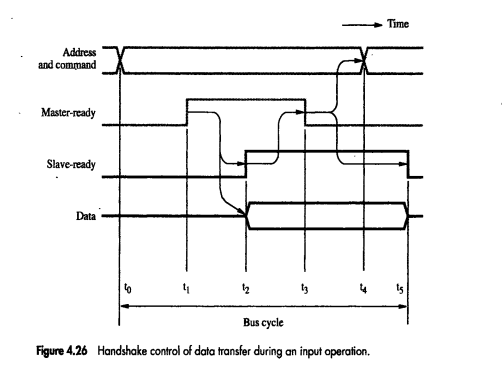 Time
Address
and command
Master-ready
Slave-ready
Data
t0 t1 t2 t3 t4 t5
Bus cycle
Figure 4.26 Handshake control of data transfer during an input operation.